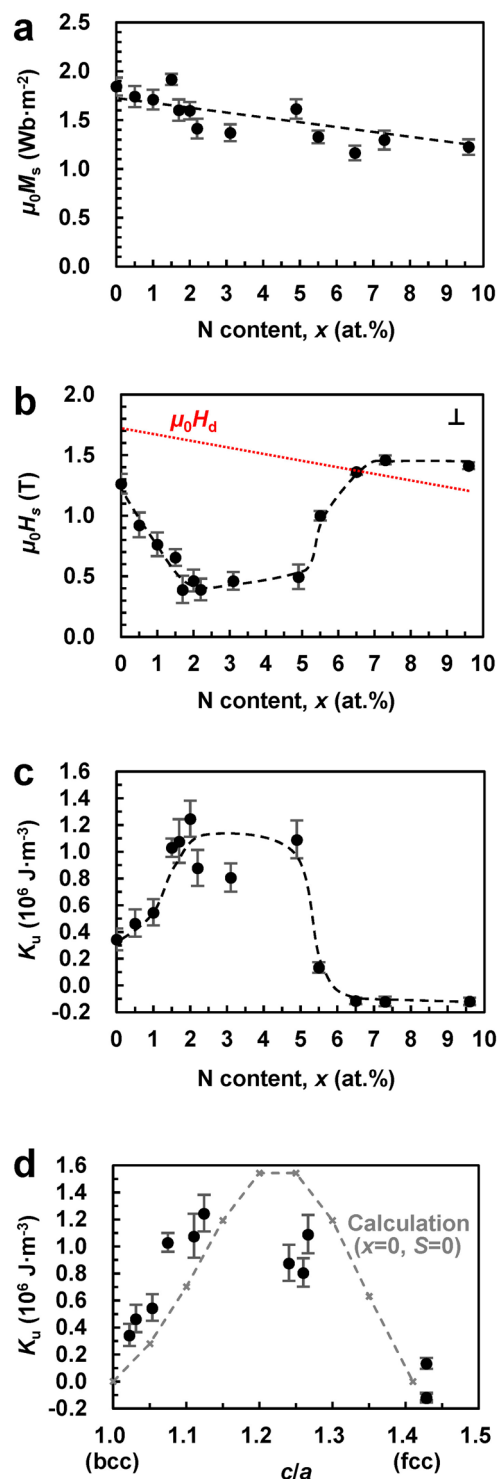 a
μ₀Mₛ (Wb·m⁻²)
2.5
2.0
1.5
1.0
0.5
0.0
0 1 2 3 4 5 6 7 8 9 10
N content, x (at.%)
b
μ₀Hₛ (T)
2.0
1.5
1.0
0.5
0.0
μ₀H_d
⊥
0 1 2 3 4 5 6 7 8 9 10
N content, x (at.%)
c
Kᵤ (10⁶ J·m⁻³)
1.6
1.4
1.2
1.0
0.8
0.6
0.4
0.2
-0.0
-0.2
0 1 2 3 4 5 6 7 8 9 10
N content, x (at.%)
d
Kᵤ (10⁶ J·m⁻³)
1.6
1.4
1.2
1.0
0.8
0.6
0.4
0.2
0.0
-0.2
Calculation
(x=0, S=0)
1.0 1.1 1.2 1.3 1.4 1.5
(bcc) c/a (fcc)